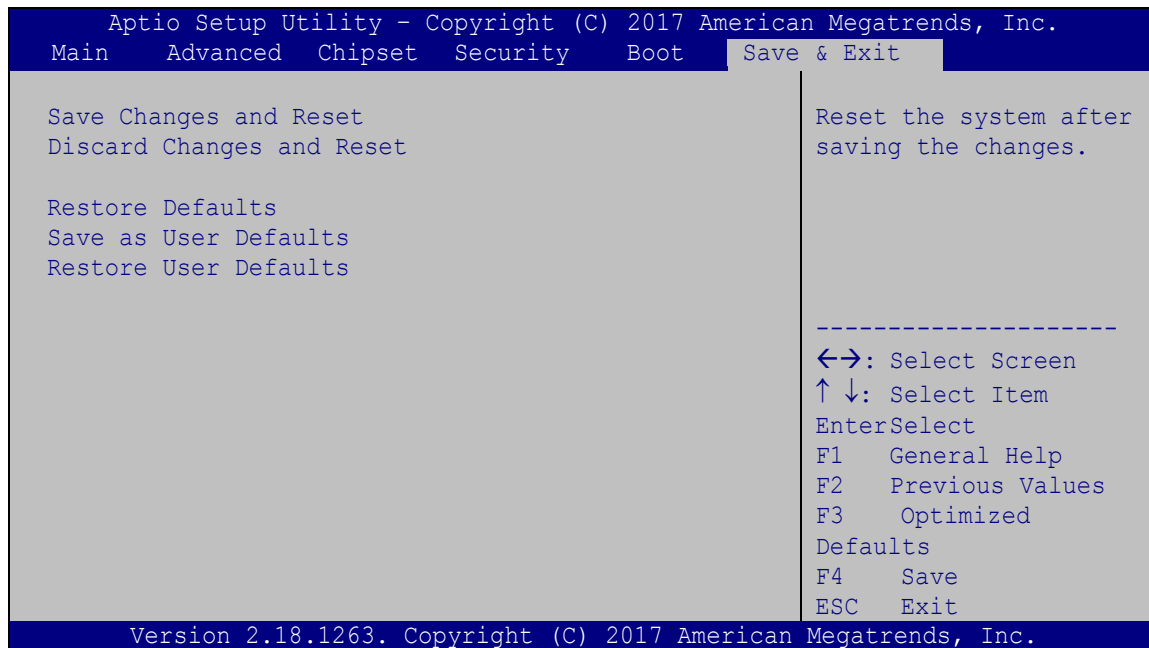 Aptio Setup Utility – Copyright (C) 2017 American Megatrends, Inc.
Main Advanced Chipset Security Boot Save & Exit
Save Changes and Reset
Discard Changes and Reset
Restore Defaults
Save as User Defaults
Restore User Defaults
Reset the system after
saving the changes.
---------------------
←→: Select Screen
↑ ↓: Select Item
EnterSelect
F1 General Help
F2 Previous Values
F3 Optimized
Defaults
F4 Save
ESC Exit
Version 2.18.1263. Copyright (C) 2017 American Megatrends, Inc.